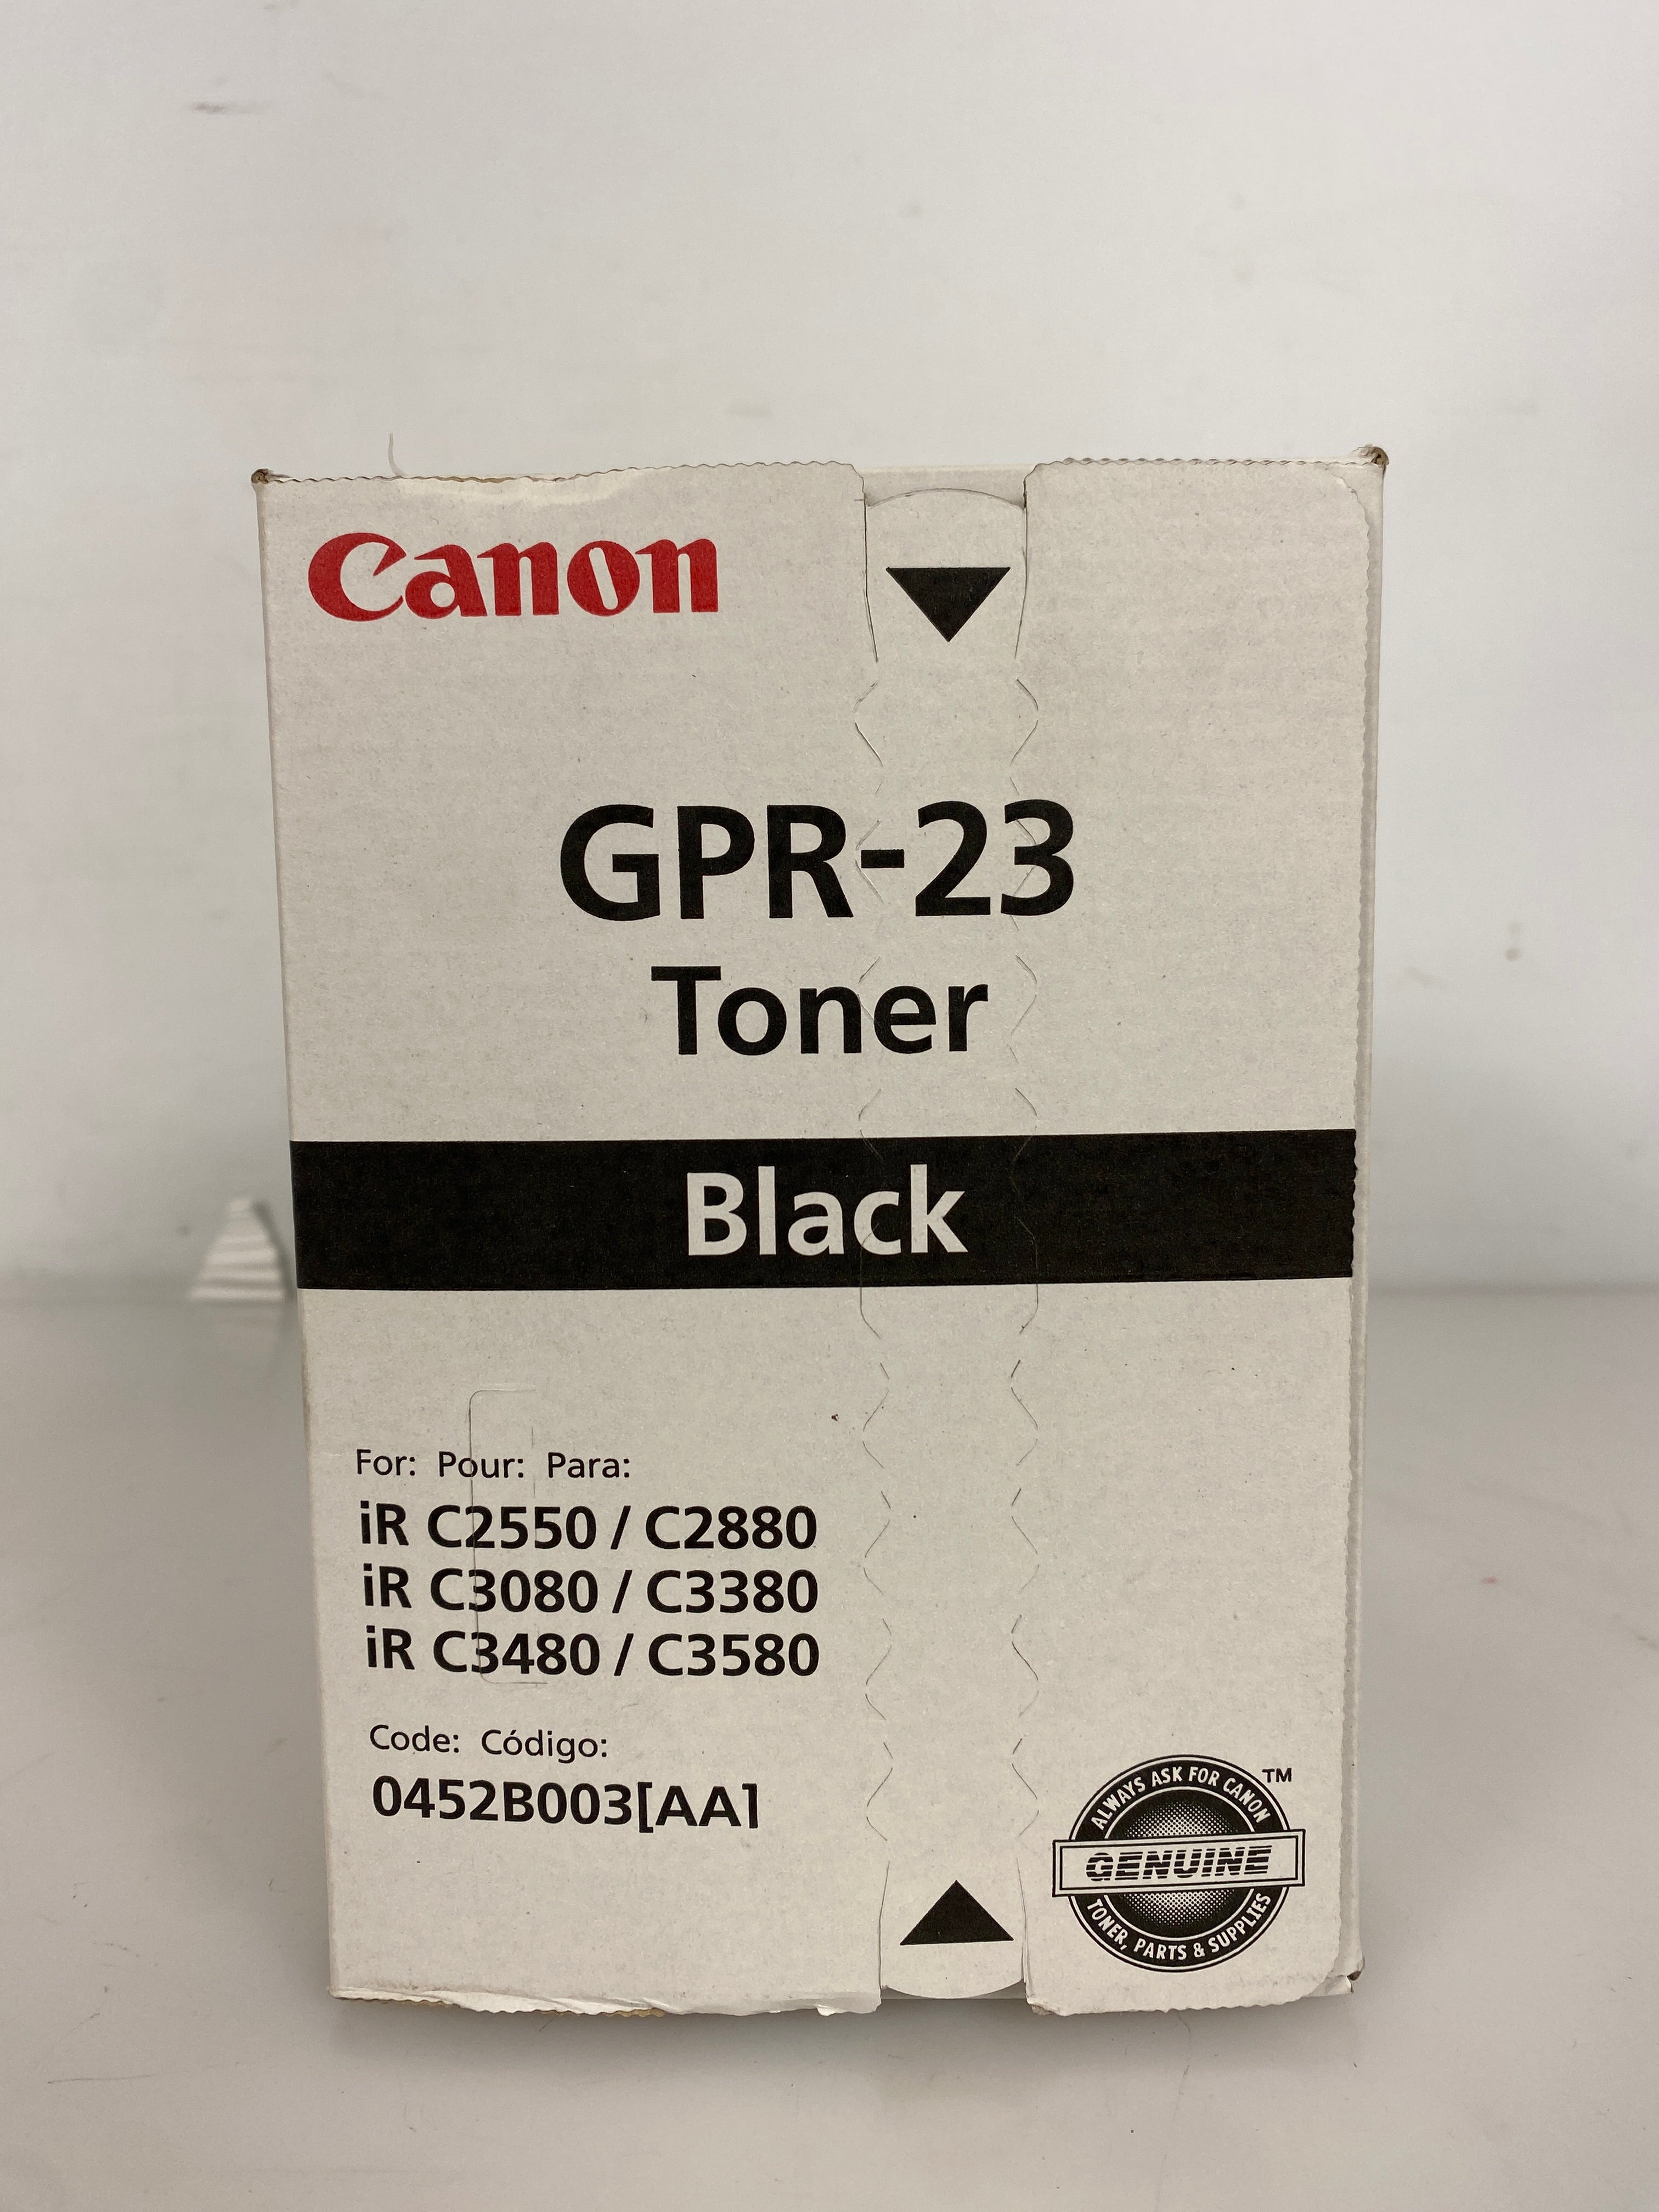 Canon
GPR-23
Toner
Black
For: Pour: Para:
iR C2550 / C2880
iR C3080 / C3380
iR C3480 / C3580
Code: Código:
0452B003[AA]
ALWAYS ASK FOR CANON
TM
GENUINE
TONER, PARTS & SUPPLIES